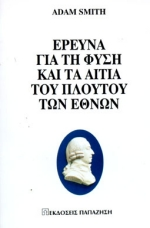 ADAM SMITH
ΕΡΕΥΝΑ
ΓΙΑ ΤΗ ΦΥΣΗ
ΚΑΙ ΤΑ ΑΙΤΙΑ
ΤΟΥ ΠΛΟΥΤΟΥ
ΤΩΝ ΕΘΝΩΝ
ΕΚΔΟΣΕΙΣ ΠΑΠΑΖΗΣΗ